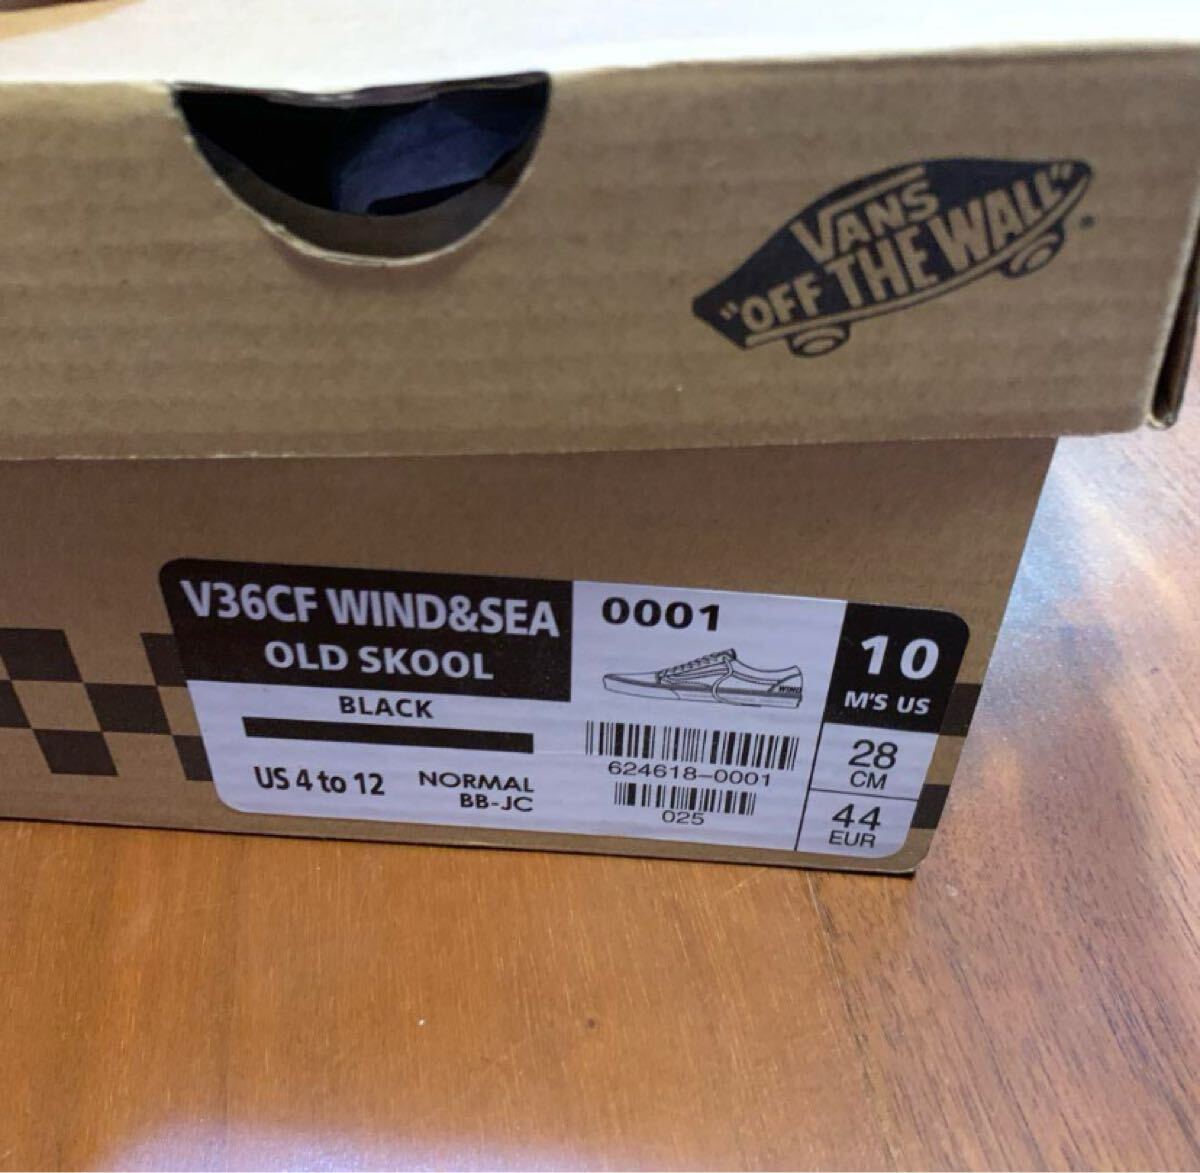 VANS
"OFF THE WALL"
V36CF WIND&SEA
OLD SKOOL
BLACK
US 4 to 12
NORMAL
BB-JC
0001
WIND
624618-0001
025
10
M'S US
28
CM
44
EUR